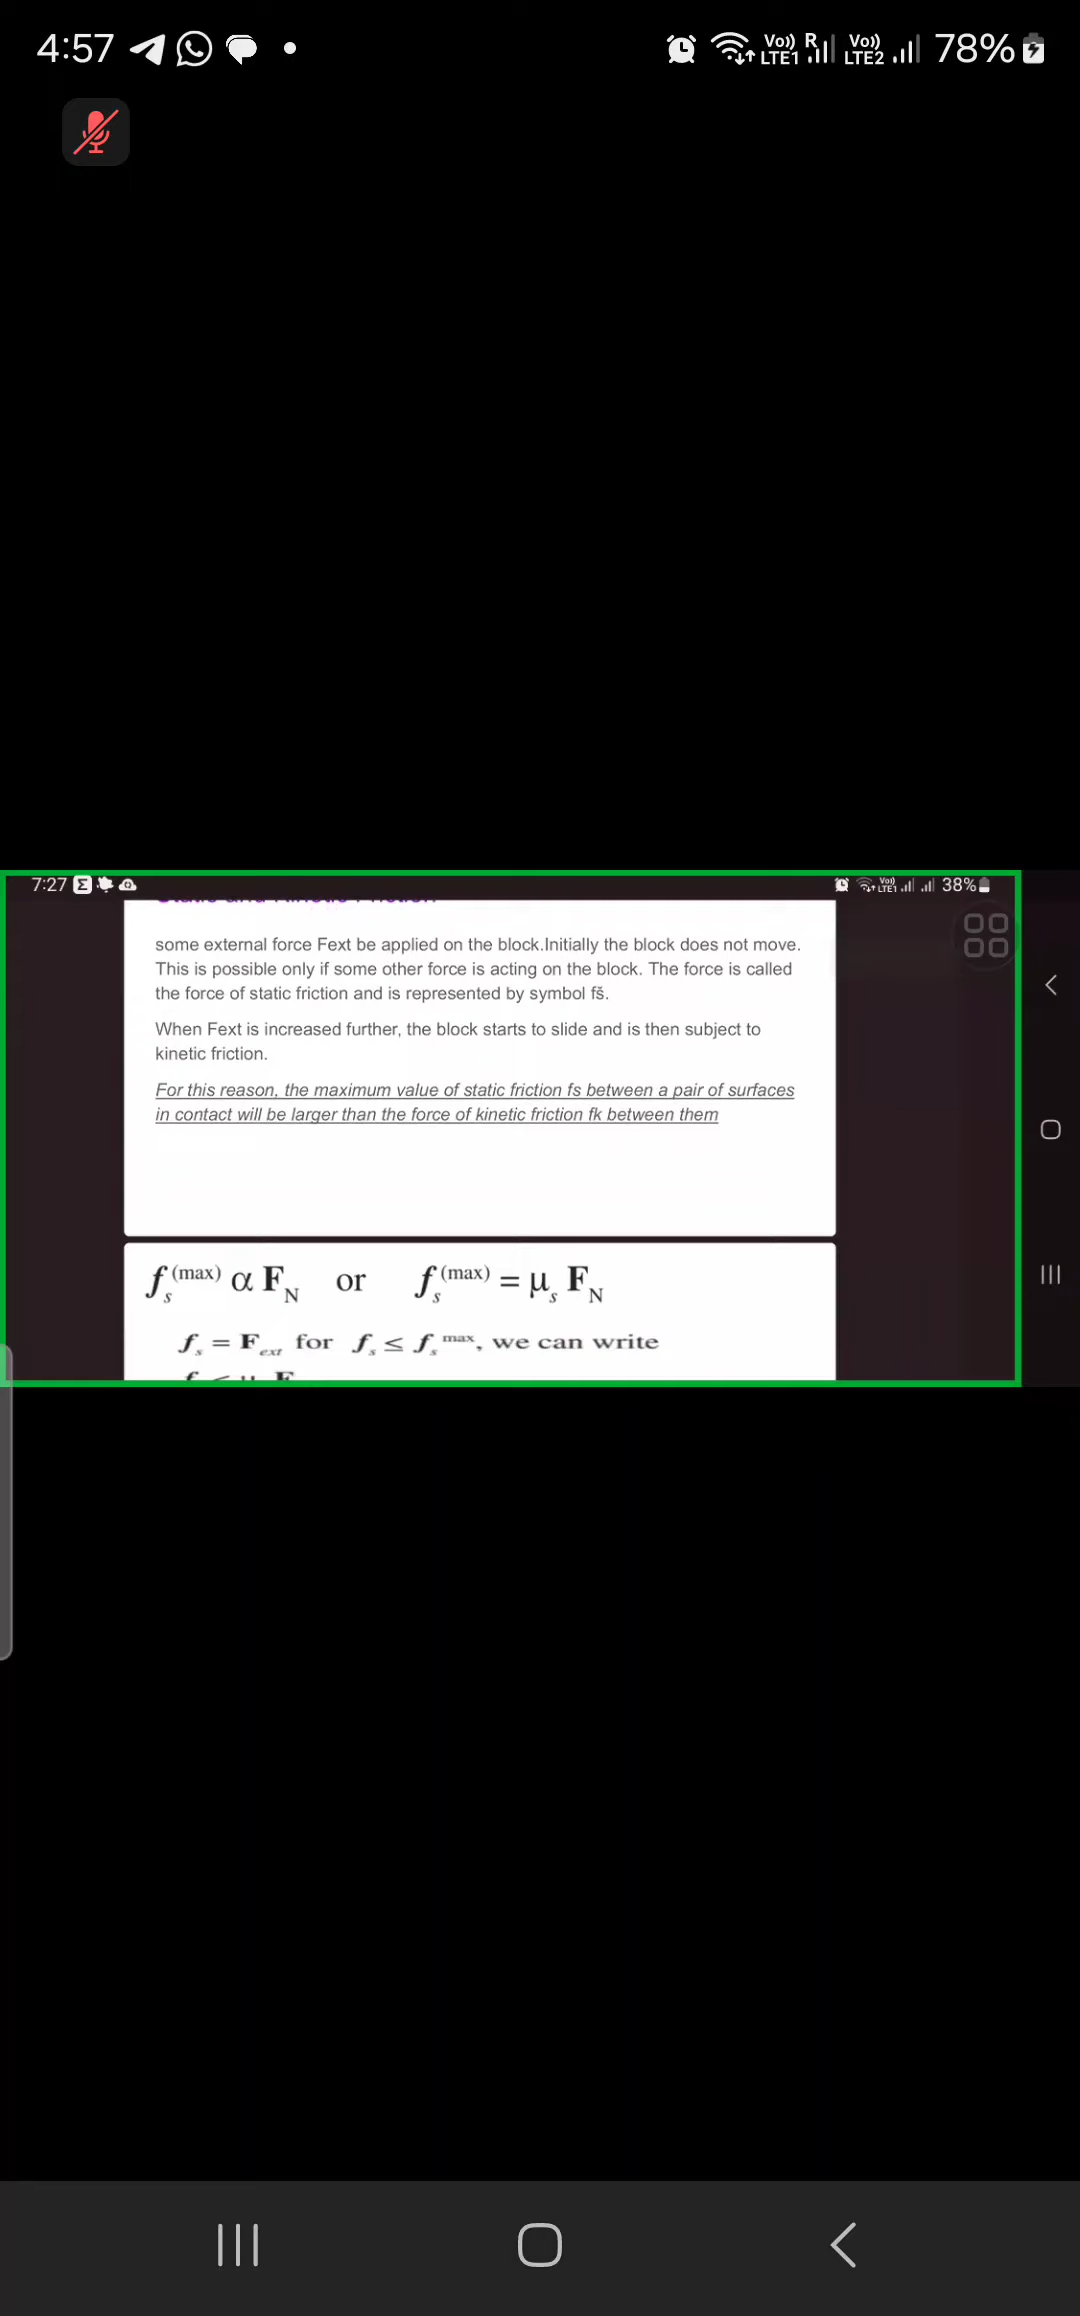 4:57
Vo)) R Vo)) 78%
LTE1 LTE2
7:27 Σ Vo)) LTE1 38%
Static and Kinetic Friction
some external force Fext be applied on the block.Initially the block does not move.
This is possible only if some other force is acting on the block. The force is called
the force of static friction and is represented by symbol fš.
When Fext is increased further, the block starts to slide and is then subject to
kinetic friction.
For this reason, the maximum value of static friction fs between a pair of surfaces
in contact will be larger than the force of kinetic friction fk between them
f_s^(max) α F_N or f_s^(max) = μ_s F_N
f_s = F_ext for f_s ≤ f_s^max, we can write